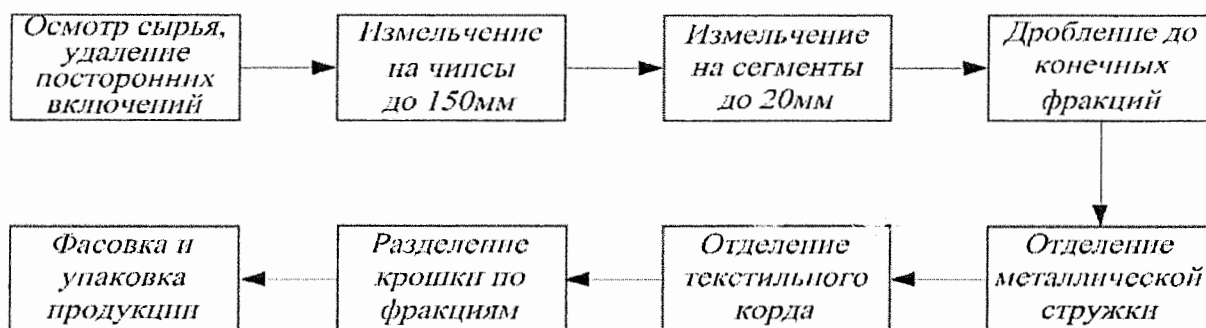 Осмотр сырья,
удаление
посторонних
включений
Измельчение
на чипсы
до 150мм
Измельчение
на сегменты
до 20мм
Дробление до
конечных
фракций
Отделение
металлической
стружки
Отделение
текстильного
корда
Разделение
крошки по
фракциям
Фасовка и
упаковка
продукции